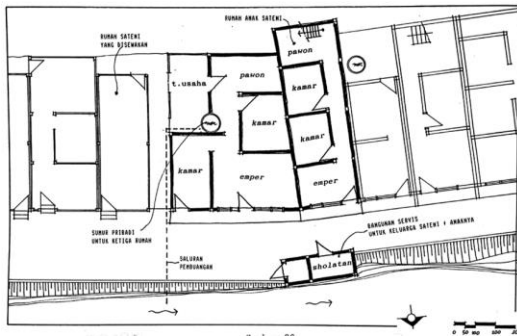 RUMAH ANAK SATENI
RUMAH SATENI
YANG DISEWAKAN
pawon
t.usaha
pawon
kamar
kamar
kamar
kamar
emper
emper
SUMUR PRIBADI
UNTUK KETIGA RUMAH
BANGUNAN SERVIS
UNTUK KELUARGA SATENI + ANAKNYA
SALURAN
PEMBUANGAN
sholatan
0 50 100 200